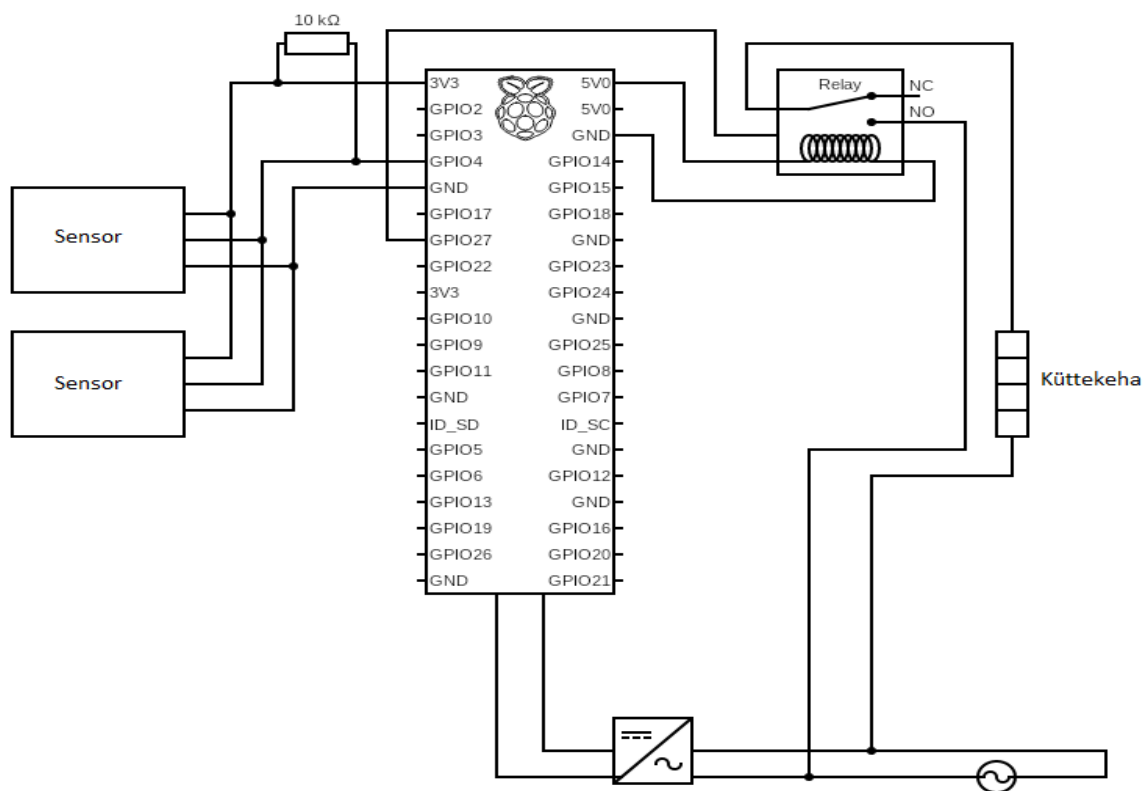 10 kΩ
3V3
GPIO2
GPIO3
GPIO4
GND
GPIO17
GPIO27
GPIO22
3V3
GPIO10
GPIO9
GPIO11
GND
ID_SD
GPIO5
GPIO6
GPIO13
GPIO19
GPIO26
GND
5V0
5V0
GND
GPIO14
GPIO15
GPIO18
GND
GPIO23
GPIO24
GND
GPIO25
GPIO8
GPIO7
ID_SC
GND
GPIO12
GND
GPIO16
GPIO20
GPIO21
Relay
NC
NO
Sensor
Sensor
Küttekeha